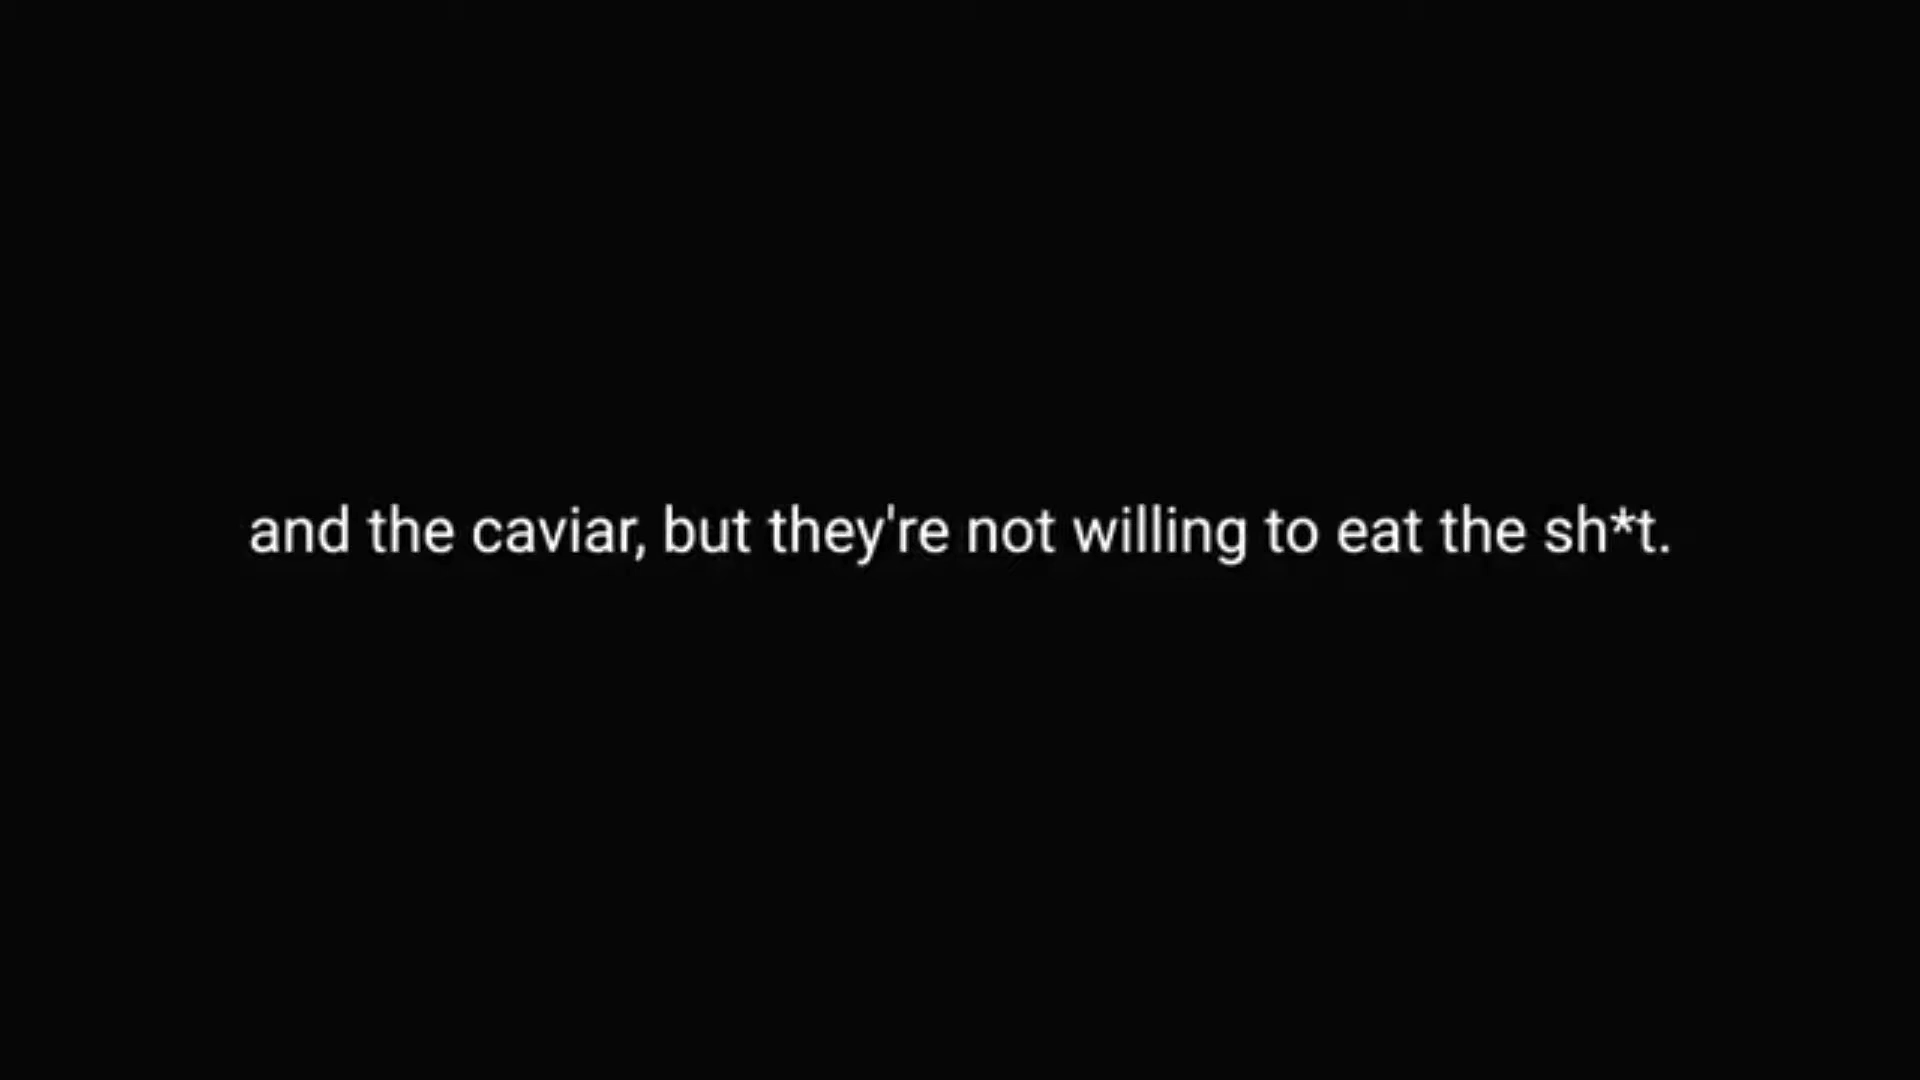 and the caviar, but they're not willing to eat the sh*t.